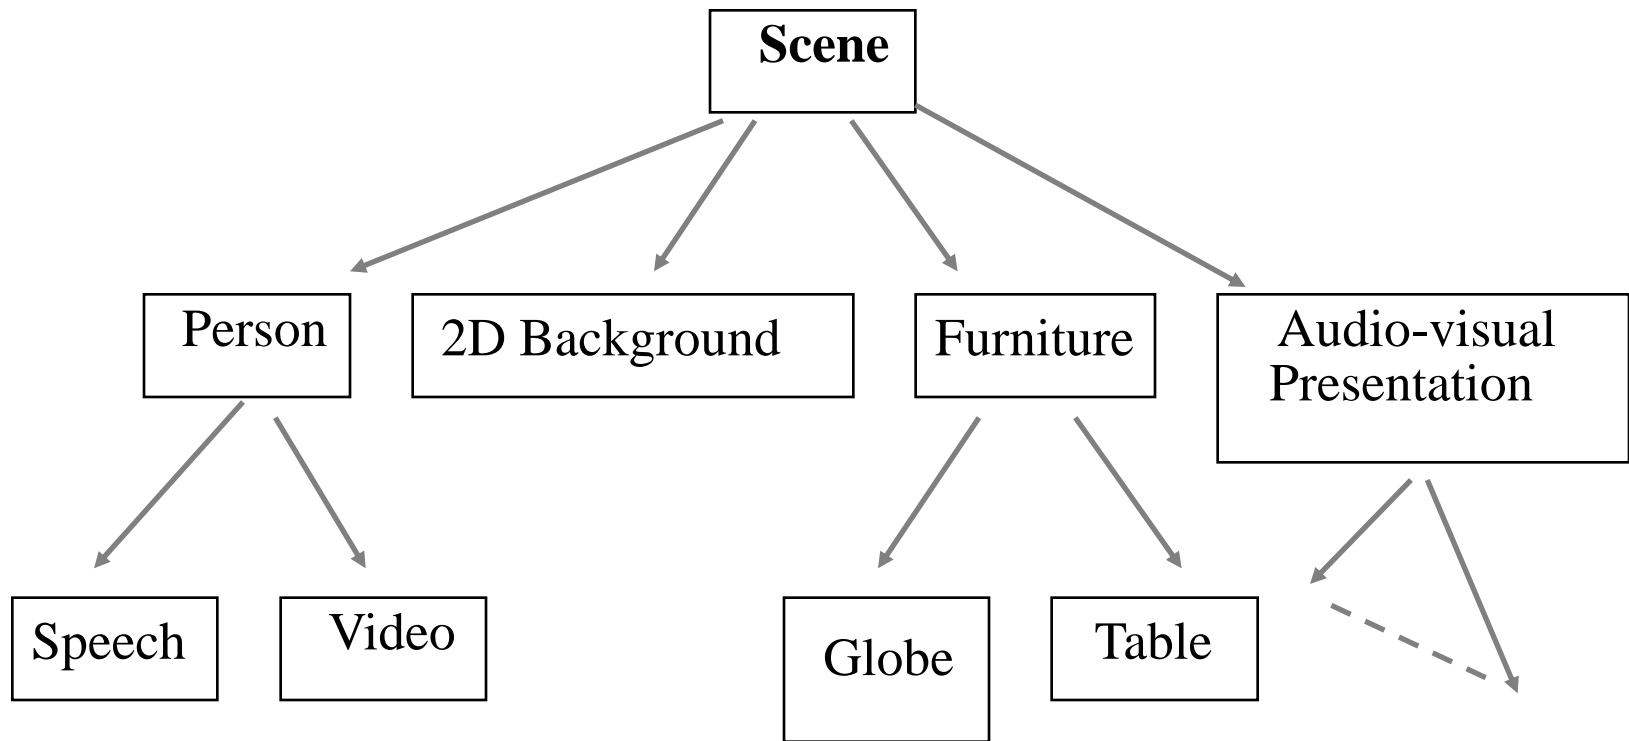 Scene
Person
2D Background
Furniture
Audio-visual
Presentation
Speech
Video
Globe
Table